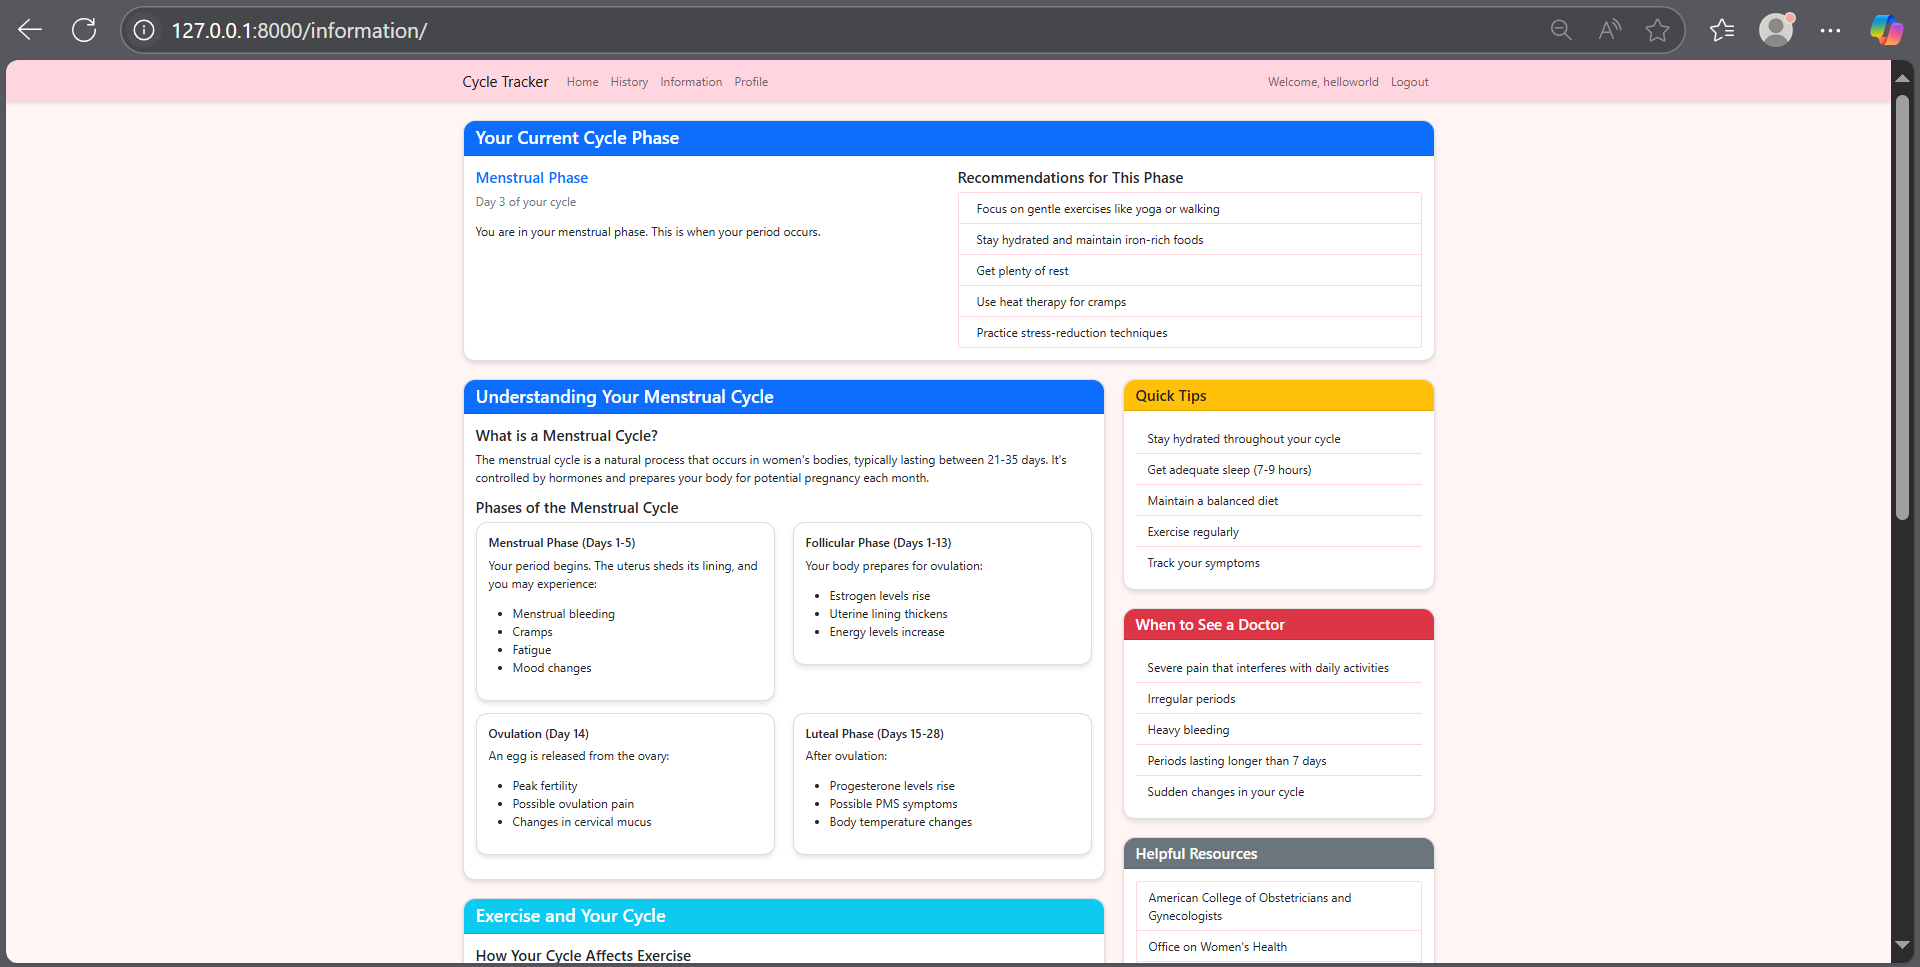 127.0.0.1:8000/information/
Cycle Tracker Home History Information Profile Welcome, helloworld Logout
Your Current Cycle Phase
Menstrual Phase
Day 3 of your cycle
You are in your menstrual phase. This is when your period occurs.
Recommendations for This Phase
Focus on gentle exercises like yoga or walking
Stay hydrated and maintain iron-rich foods
Get plenty of rest
Use heat therapy for cramps
Practice stress-reduction techniques
Understanding Your Menstrual Cycle
What is a Menstrual Cycle?
The menstrual cycle is a natural process that occurs in women's bodies, typically lasting between 21-35 days. It's
controlled by hormones and prepares your body for potential pregnancy each month.
Phases of the Menstrual Cycle
Menstrual Phase (Days 1-5)
Your period begins. The uterus sheds its lining, and
you may experience:
Menstrual bleeding
Cramps
Fatigue
Mood changes
Follicular Phase (Days 1-13)
Your body prepares for ovulation:
Estrogen levels rise
Uterine lining thickens
Energy levels increase
Ovulation (Day 14)
An egg is released from the ovary:
Peak fertility
Possible ovulation pain
Changes in cervical mucus
Luteal Phase (Days 15-28)
After ovulation:
Progesterone levels rise
Possible PMS symptoms
Body temperature changes
Exercise and Your Cycle
How Your Cycle Affects Exercise
Quick Tips
Stay hydrated throughout your cycle
Get adequate sleep (7-9 hours)
Maintain a balanced diet
Exercise regularly
Track your symptoms
When to See a Doctor
Severe pain that interferes with daily activities
Irregular periods
Heavy bleeding
Periods lasting longer than 7 days
Sudden changes in your cycle
Helpful Resources
American College of Obstetricians and
Gynecologists
Office on Women's Health